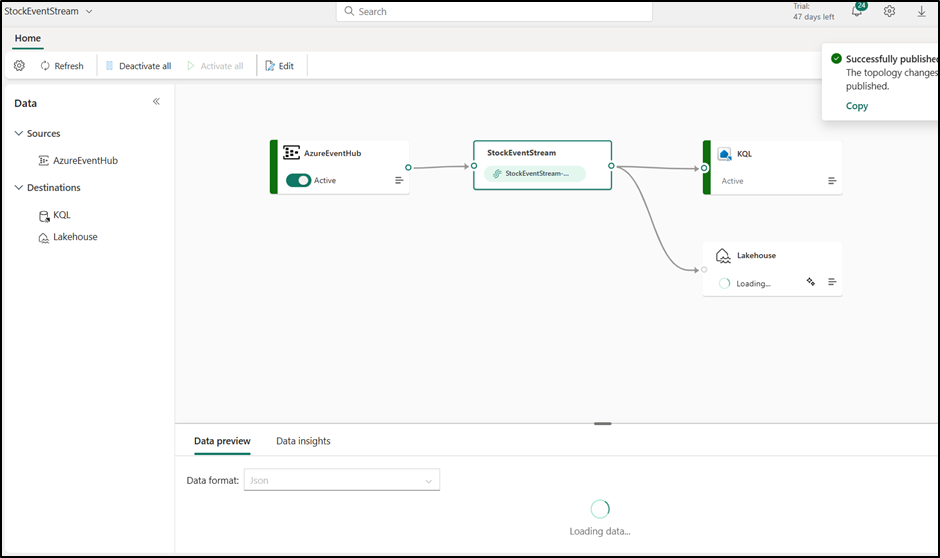 StockEventStream
Search
Trial:
47 days left
24
Home
Refresh
Deactivate all
Activate all
Edit
Successfully published
The topology changes
published.
Copy
Data
Sources
AzureEventHub
Destinations
KQL
Lakehouse
AzureEventHub
Active
StockEventStream
StockEventStream-...
KQL
Active
Lakehouse
Loading...
Data preview
Data insights
Data format:
Json
Loading data...